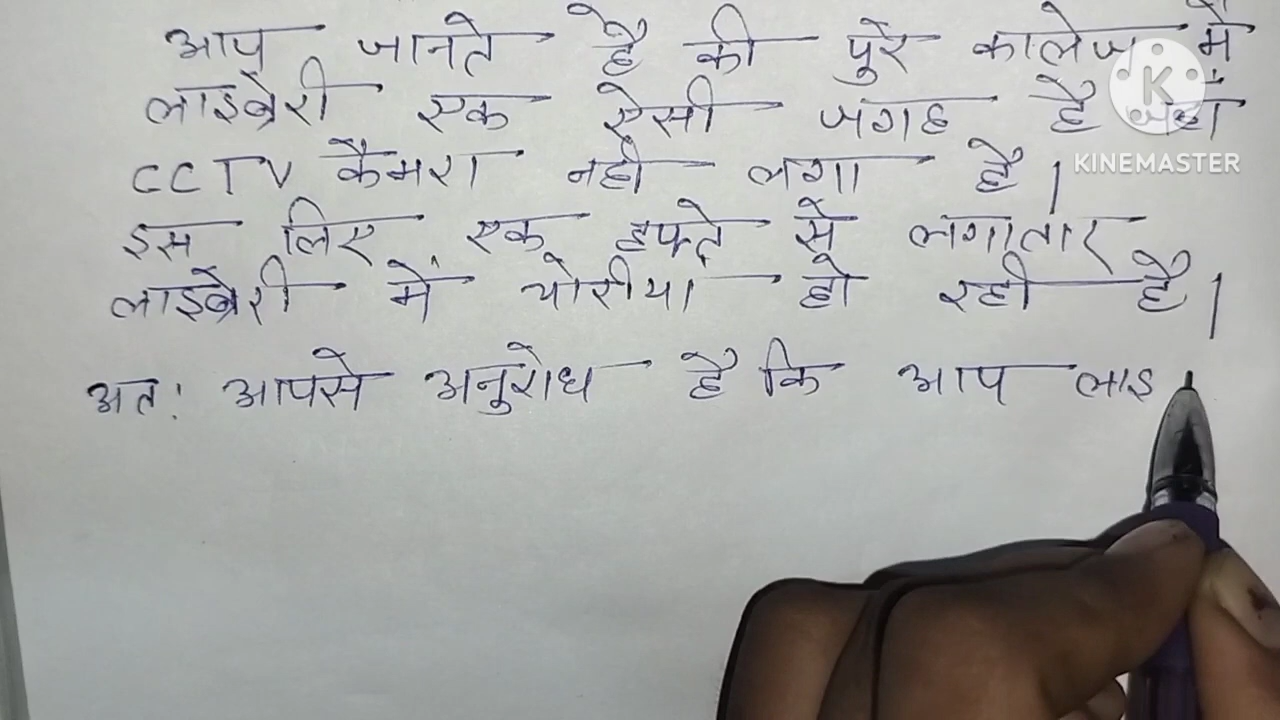 आप जानते है की पुरे कालेज में
लाइब्रेरी एक ऐसी जगह है जहा
CCTV कैमरा नही लगा है।
KINEMASTER
इस लिए एक हफ्ते से लगातार
लाइब्रेरी में चोरीया हो रही है।
अतः आपसे अनुरोध है कि आप लाइ